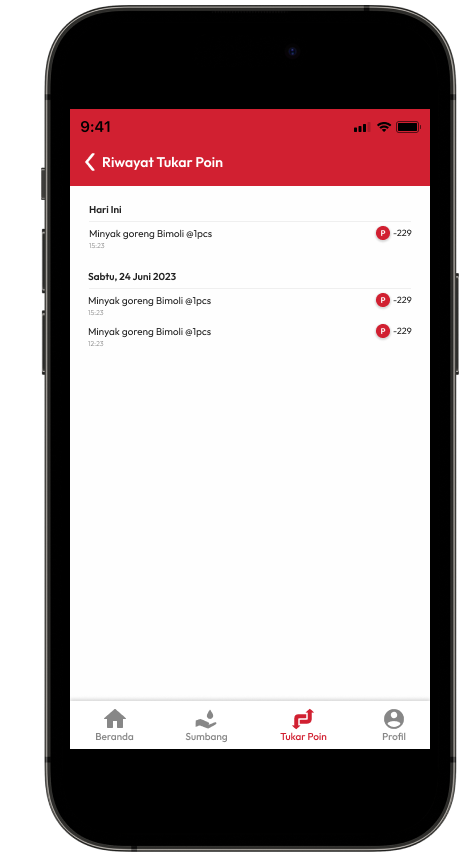 9:41
Riwayat Tukar Poin
Hari Ini
Minyak goreng Bimoli @1pcs P -229
15:23
Sabtu, 24 Juni 2023
Minyak goreng Bimoli @1pcs P -229
15:23
Minyak goreng Bimoli @1pcs P -229
12:23
Beranda Sumbang Tukar Poin Profil